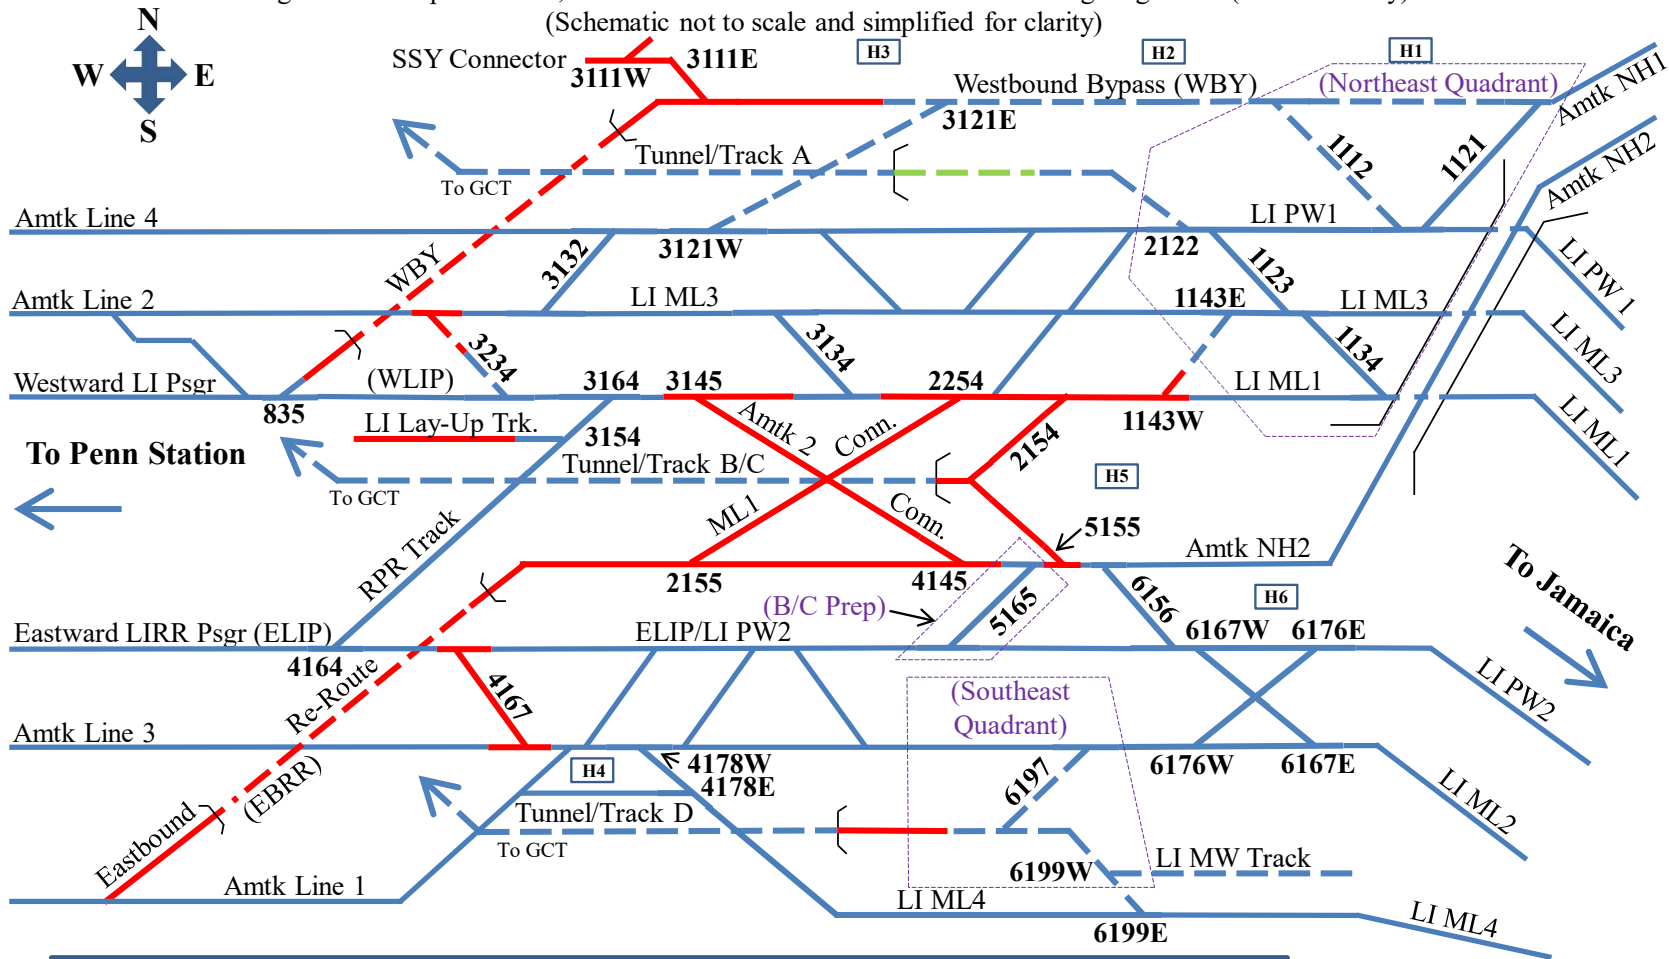 (Schematic not to scale and simplified for clarity)
N
W E
S
SSY Connector
3111W
3111E
H3
H2
H1
Westbound Bypass (WBY)
(Northeast Quadrant)
Amtk NH1
3121E
Tunnel/Track A
To GCT
1112
1121
Amtk NH2
Amtk Line 4
LI PW1
3121W
2122
3132
WBY
1123
LI PW 1
Amtk Line 2
LI ML3
1143E
LI ML3
3234
3134
1134
LI ML3
Westward LI Psgr
(WLIP)
3164
3145
2254
LI ML1
835
1143W
LI Lay-Up Trk.
3154
Amtk 2
Conn.
2154
LI ML1
To Penn Station
Tunnel/Track B/C
To GCT
H5
ML1
Conn.
5155
RPR Track
Amtk NH2
To Jamaica
2155
4145
(B/C Prep)
5165
6156
H6
Eastward LIRR Psgr (ELIP)
ELIP/LI PW2
6167W
6176E
4164
Re-Route
4167
(Southeast
Quadrant)
LI PW2
Amtk Line 3
4178W
4178E
H4
6176W
6167E
6197
(EBRR)
LI ML2
Eastbound
Tunnel/Track D
To GCT
6199W
LI MW Track
Amtk Line 1
LI ML4
LI ML4
6199E